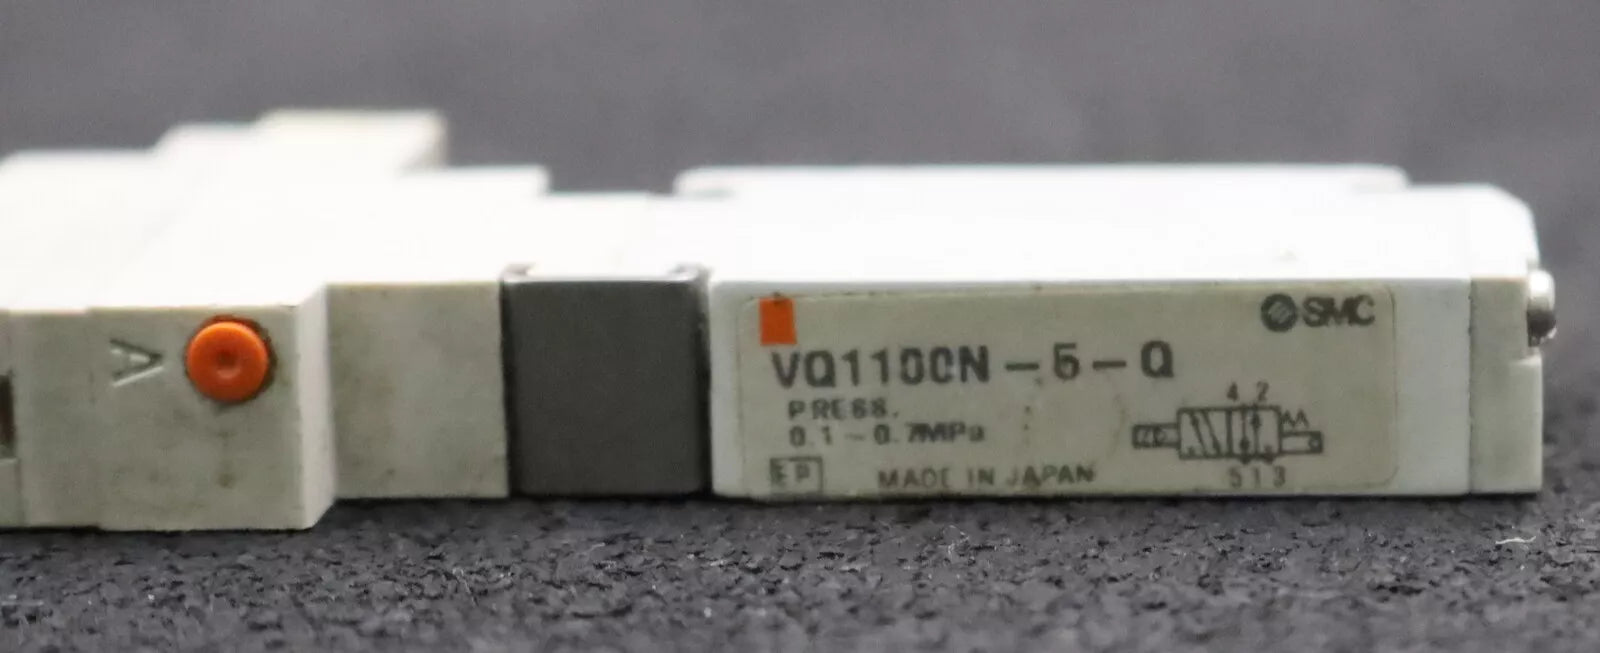 A
SMC
VQ1100N-5-Q
PRESS.
0.1~0.7MPa
4 2
EP
MADE IN JAPAN
5 1 3